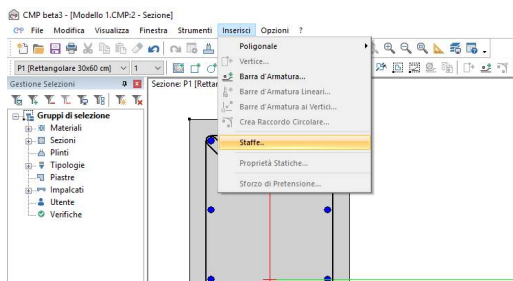 CMP beta3 - [Modello 1.CMP:2 - Sezione]
File Modifica Visualizza Finestra Strumenti Inserisci Opzioni ?
P1 [Rettangolare 30x60 cm] 1
Gestione Selezioni
Sezione: P1 [Rettan
Gruppi di selezione
Materiali
Sezioni
Plinti
Tipologie
Piastre
Impalcati
Utente
Verifiche
Poligonale
Vertice...
Barra d'Armatura...
Barre d'Armatura Lineari...
Barre d'Armatura ai Vertici...
Crea Raccordo Circolare...
Staffe..
Proprietà Statiche...
Sforzo di Pretensione...